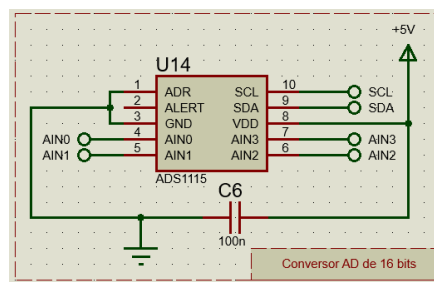 +5V
U14
1 ADR SCL 10 SCL
2 ALERT SDA 9 SDA
3 GND VDD 8
AIN0 4 AIN0 AIN3 7 AIN3
AIN1 5 AIN1 AIN2 6 AIN2
ADS1115
C6
100n
Conversor AD de 16 bits